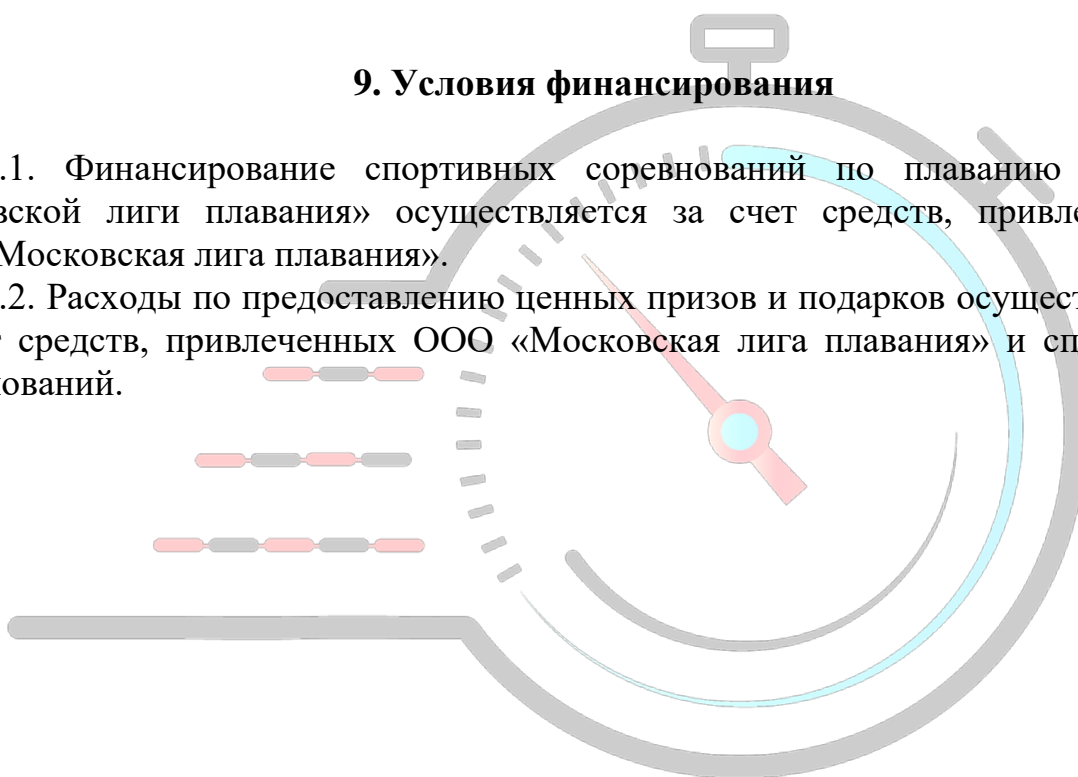 9. Условия финансирования
.1. Финансирование спортивных соревнований по плаванию
вской лиги плавания» осуществляется за счет средств, привле
Московская лига плавания».
.2. Расходы по предоставлению ценных призов и подарков осущест
средств, привлеченных ООО «Московская лига плавания» и сп
нований.